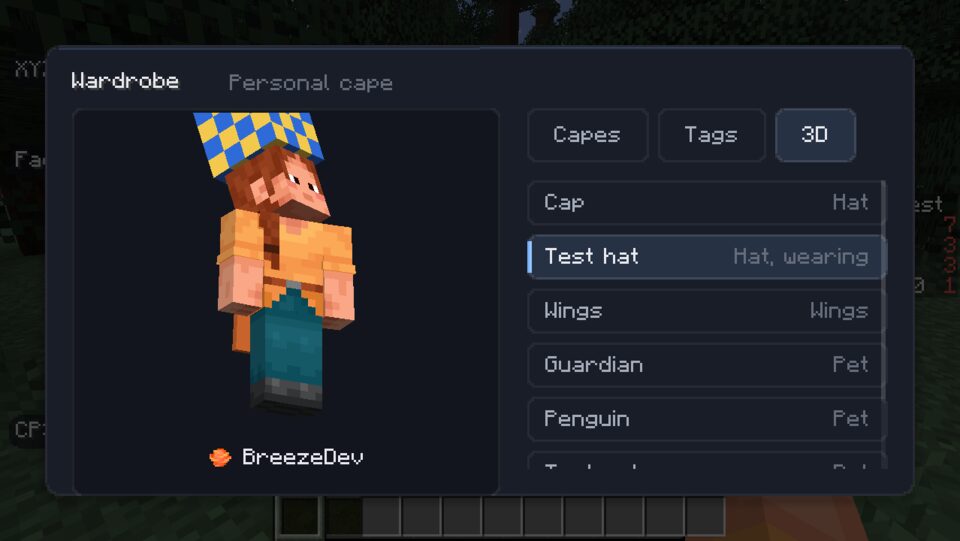 Wardrobe
Personal cape
Capes
Tags
3D
Cap
Hat
Test hat
Hat, wearing
Wings
Wings
Guardian
Pet
Penguin
Pet
BreezeDev